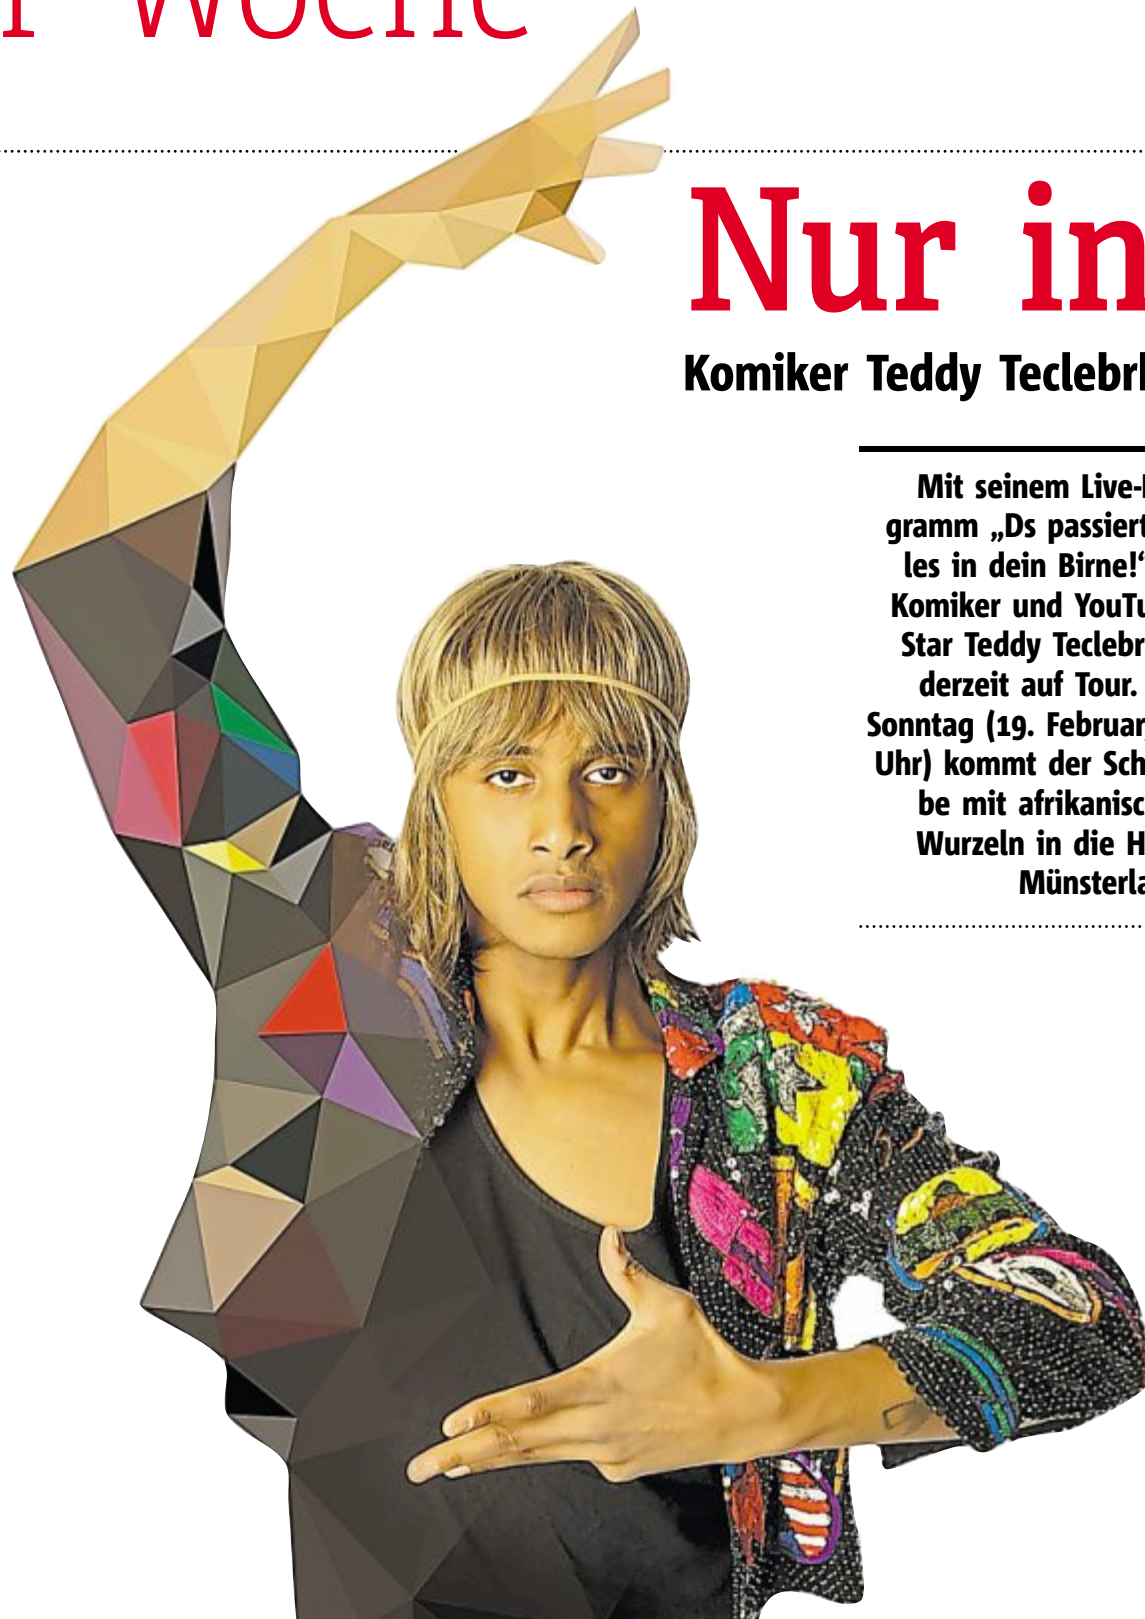 r Woche
Nur in
Komiker Teddy Teclebr
Mit seinem Live-
gramm „Ds passiert
les in dein Birne!“
Komiker und YouTu
Star Teddy Teclebr
derzeit auf Tour.
Sonntag (19. Februar,
Uhr) kommt der Sch
be mit afrikanisc
Wurzeln in die H
Münsterla